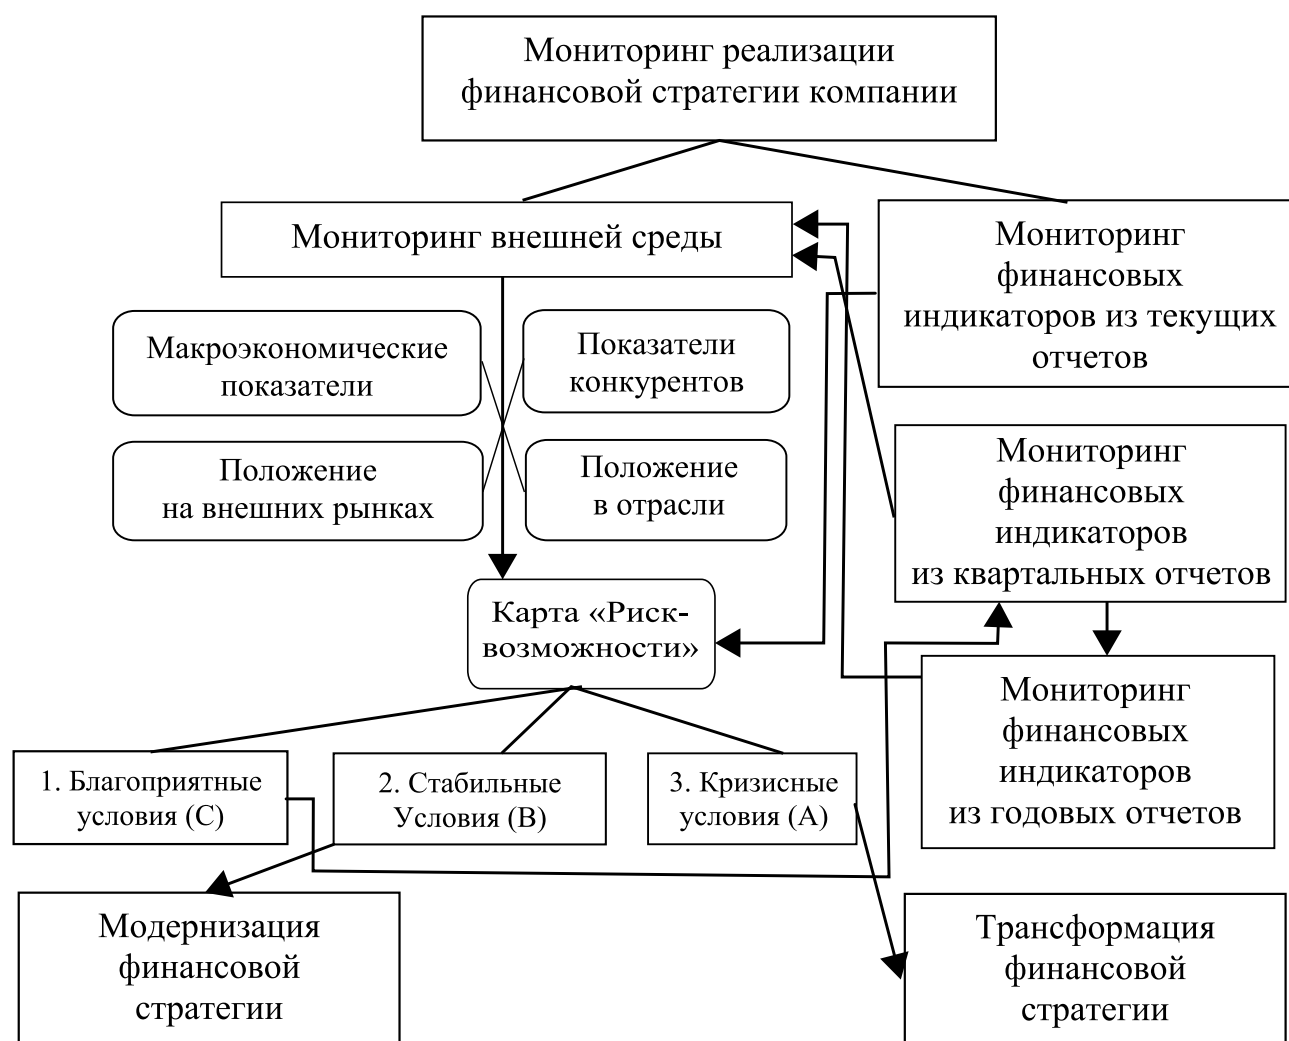 Мониторинг реализации
финансовой стратегии компании
Мониторинг внешней среды
Мониторинг
финансовых
индикаторов из текущих
отчетов
Макроэкономические
показатели
Показатели
конкурентов
Положение
на внешних рынках
Положение
в отрасли
Мониторинг
финансовых
индикаторов
из квартальных отчетов
Карта «Риск-
возможности»
Мониторинг
финансовых
индикаторов
из годовых отчетов
1. Благоприятные
условия (С)
2. Стабильные
Условия (В)
3. Кризисные
условия (А)
Модернизация
финансовой
стратегии
Трансформация
финансовой
стратегии